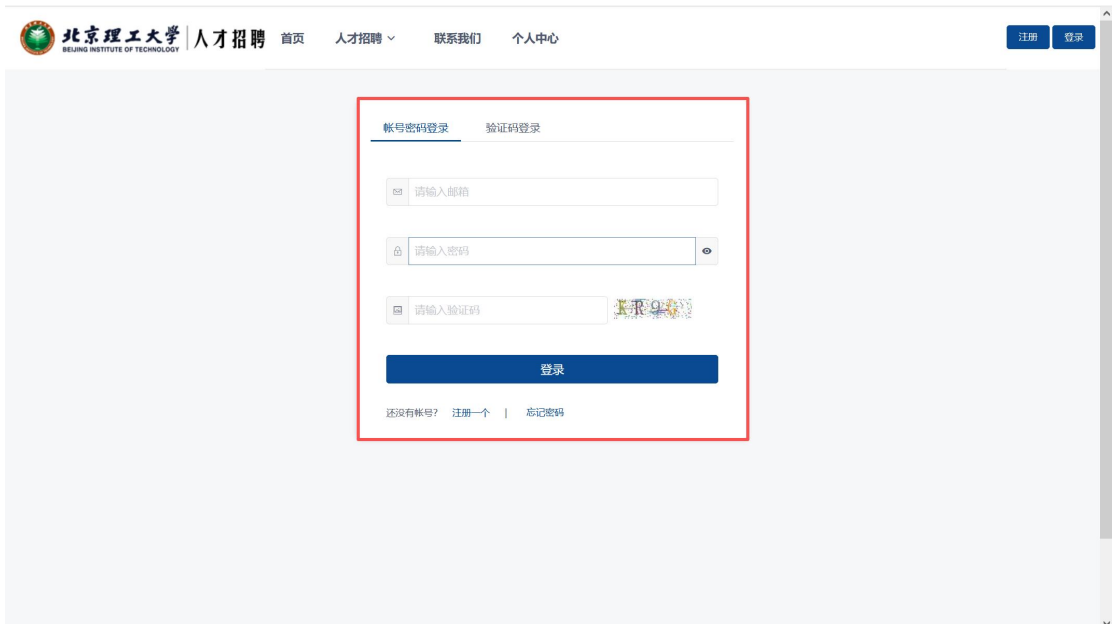 北京理工大学 人才招聘 首页 人才招聘 联系我们 个人中心 注册 登录
BEIJING INSTITUTE OF TECHNOLOGY
帐号密码登录 验证码登录
请输入邮箱
请输入密码
请输入验证码
登录
还没有帐号? 注册一个 | 忘记密码